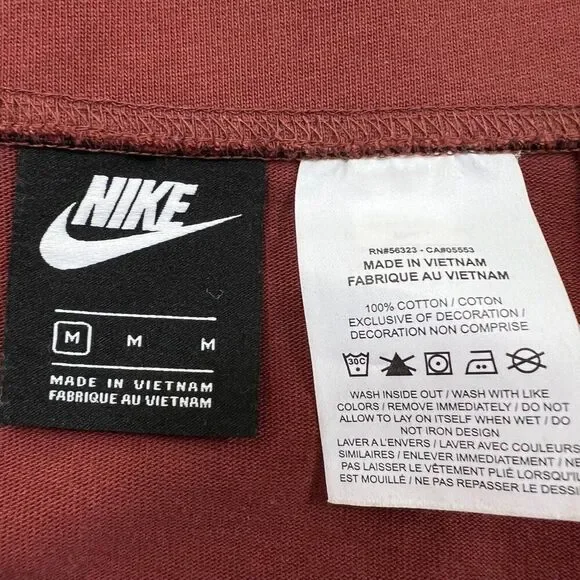 NIKE
M M M
MADE IN VIETNAM
FABRIQUE AU VIETNAM
RN#56323 - CA#05553
MADE IN VIETNAM
FABRIQUE AU VIETNAM
100% COTTON / COTON
EXCLUSIVE OF DECORATION /
DECORATION NON COMPRISE
30C
WASH INSIDE OUT / WASH WITH LIKE
COLORS / REMOVE IMMEDIATELY / DO NOT
ALLOW TO LAY ON ITSELF WHEN WET / DO
NOT IRON DESIGN
LAVER A L'ENVERS / LAVER AVEC COULEURS
SIMILAIRES / ENLEVER IMMEDIATEMENT / NE
PAS LAISSER LE VÊTEMENT PLIÉ LORSQU'IL
EST MOUILLÉ / NE PAS REPASSER LE DESSI